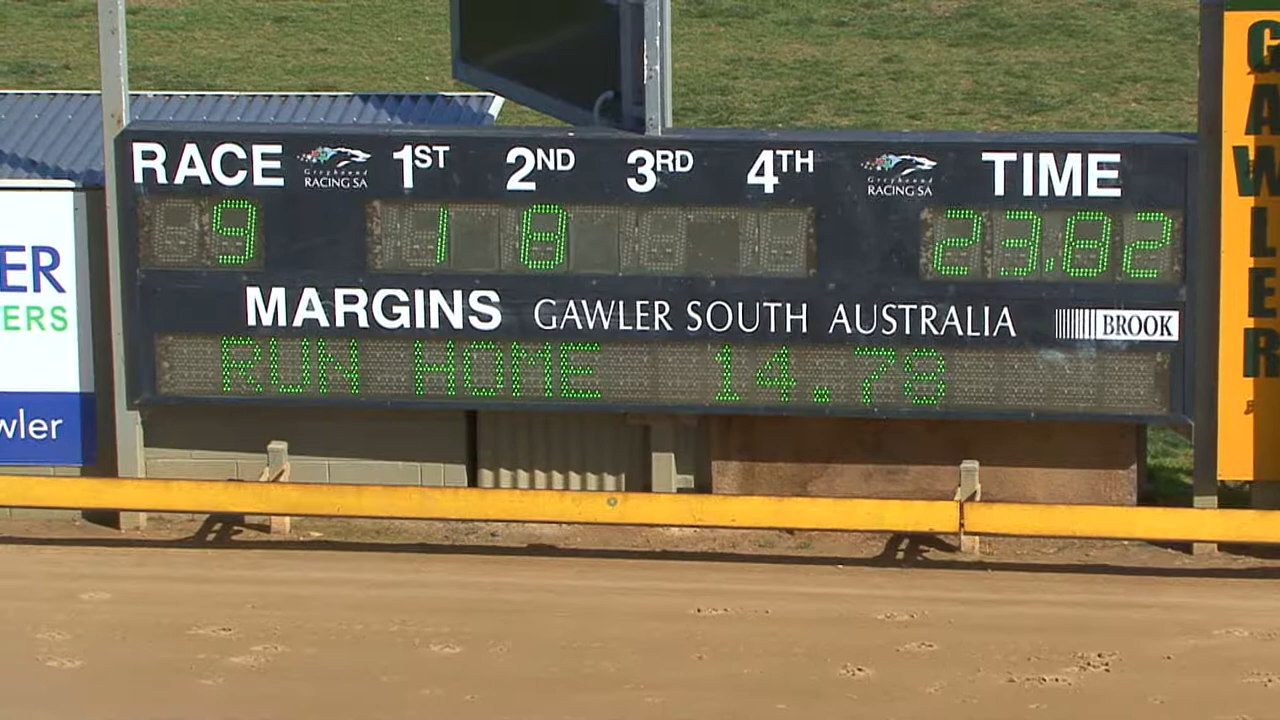 RACE Greyhound RACING SA 1ST 2ND 3RD 4TH Greyhound RACING SA TIME
9 1 8 23.82
MARGINS GAWLER SOUTH AUSTRALIA BROOK
RUN HOME 14.78
ER
ERS
wler
GAWLER